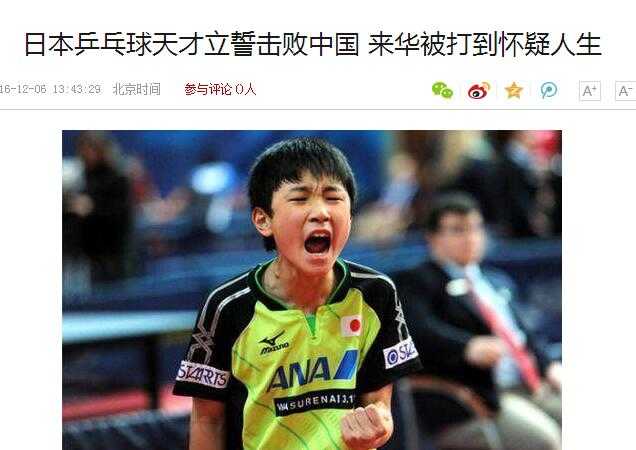 日本乒乓球天才立誓击败中国 来华被打到怀疑人生
16-12-06 13:43:29 北京时间 参与评论 0人 A+ A-
MIZUNO
ANA
STARTS